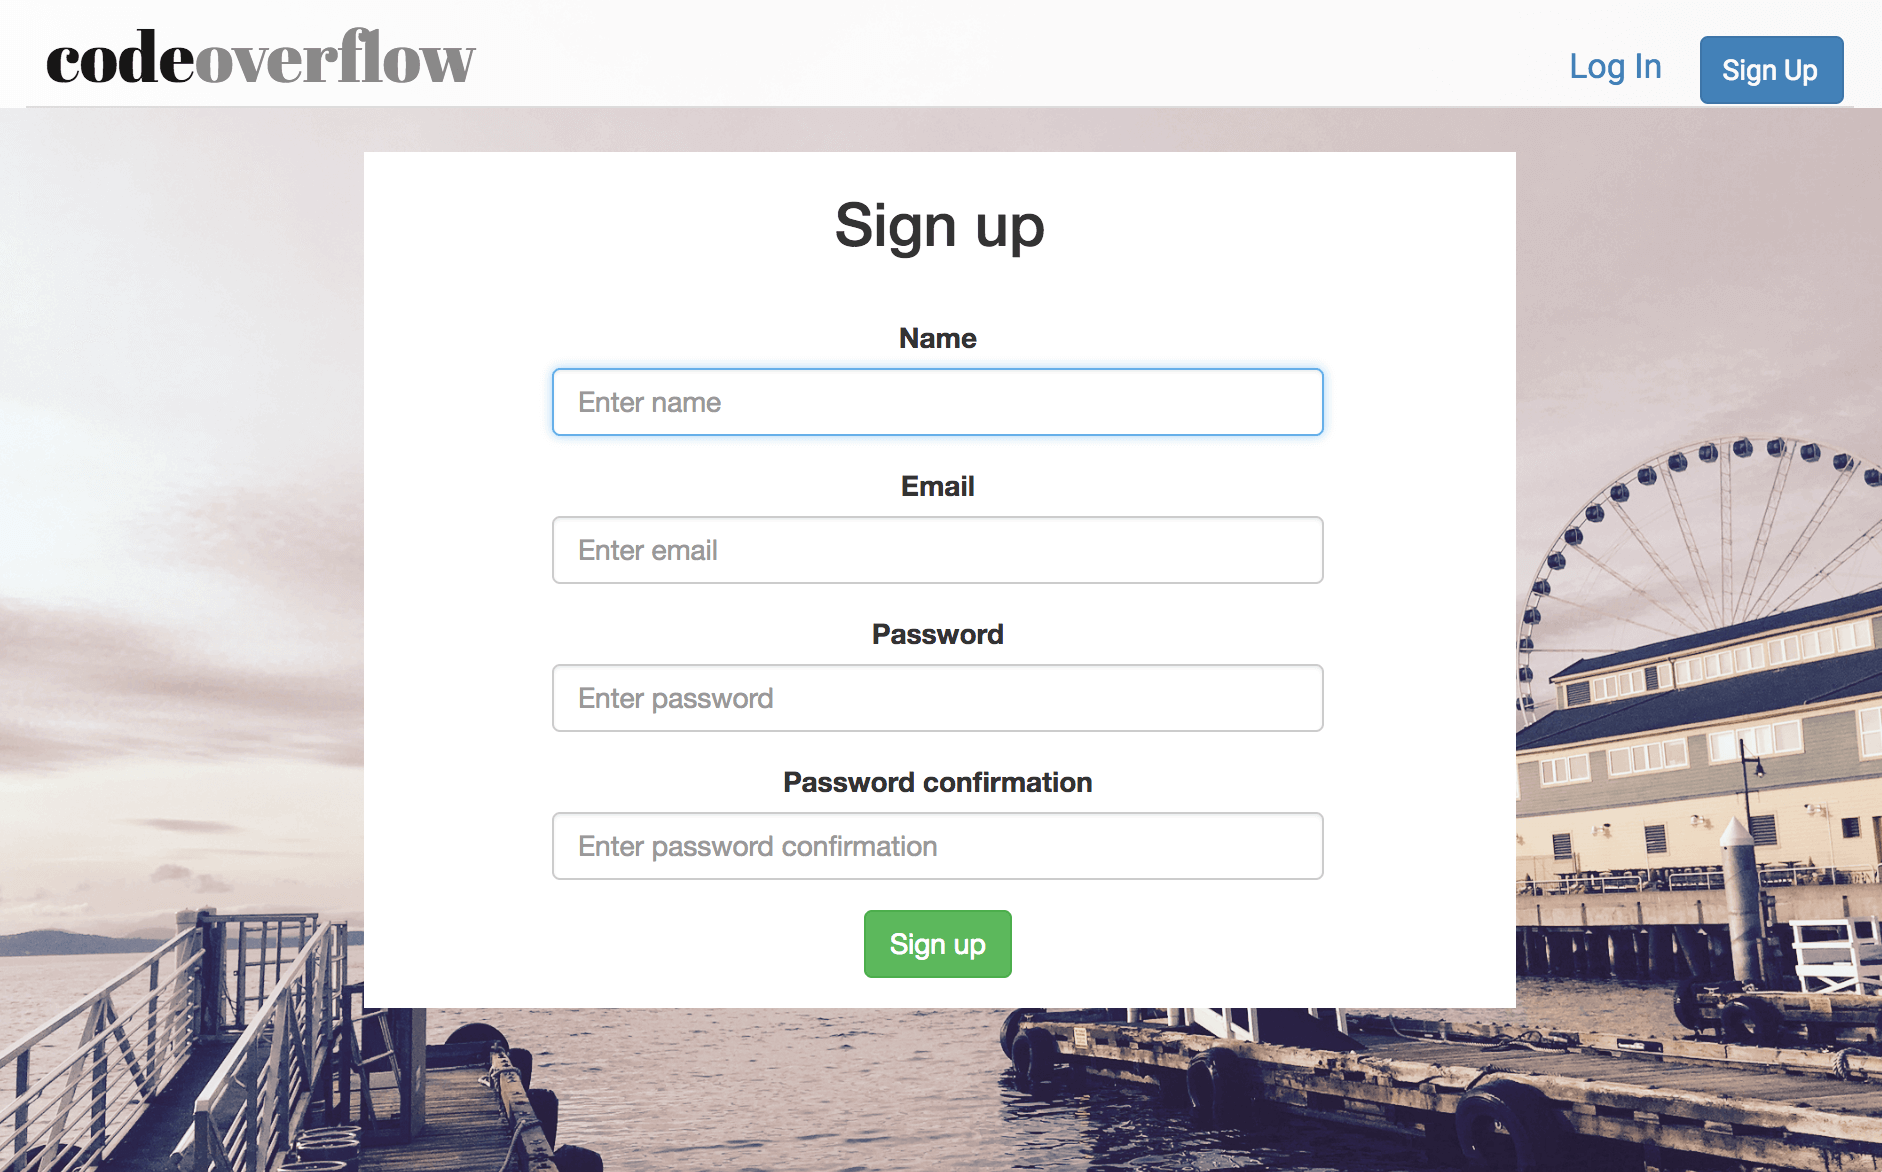 codeoverflow
Log In
Sign Up
Sign up
Name
Enter name
Email
Enter email
Password
Enter password
Password confirmation
Enter password confirmation
Sign up